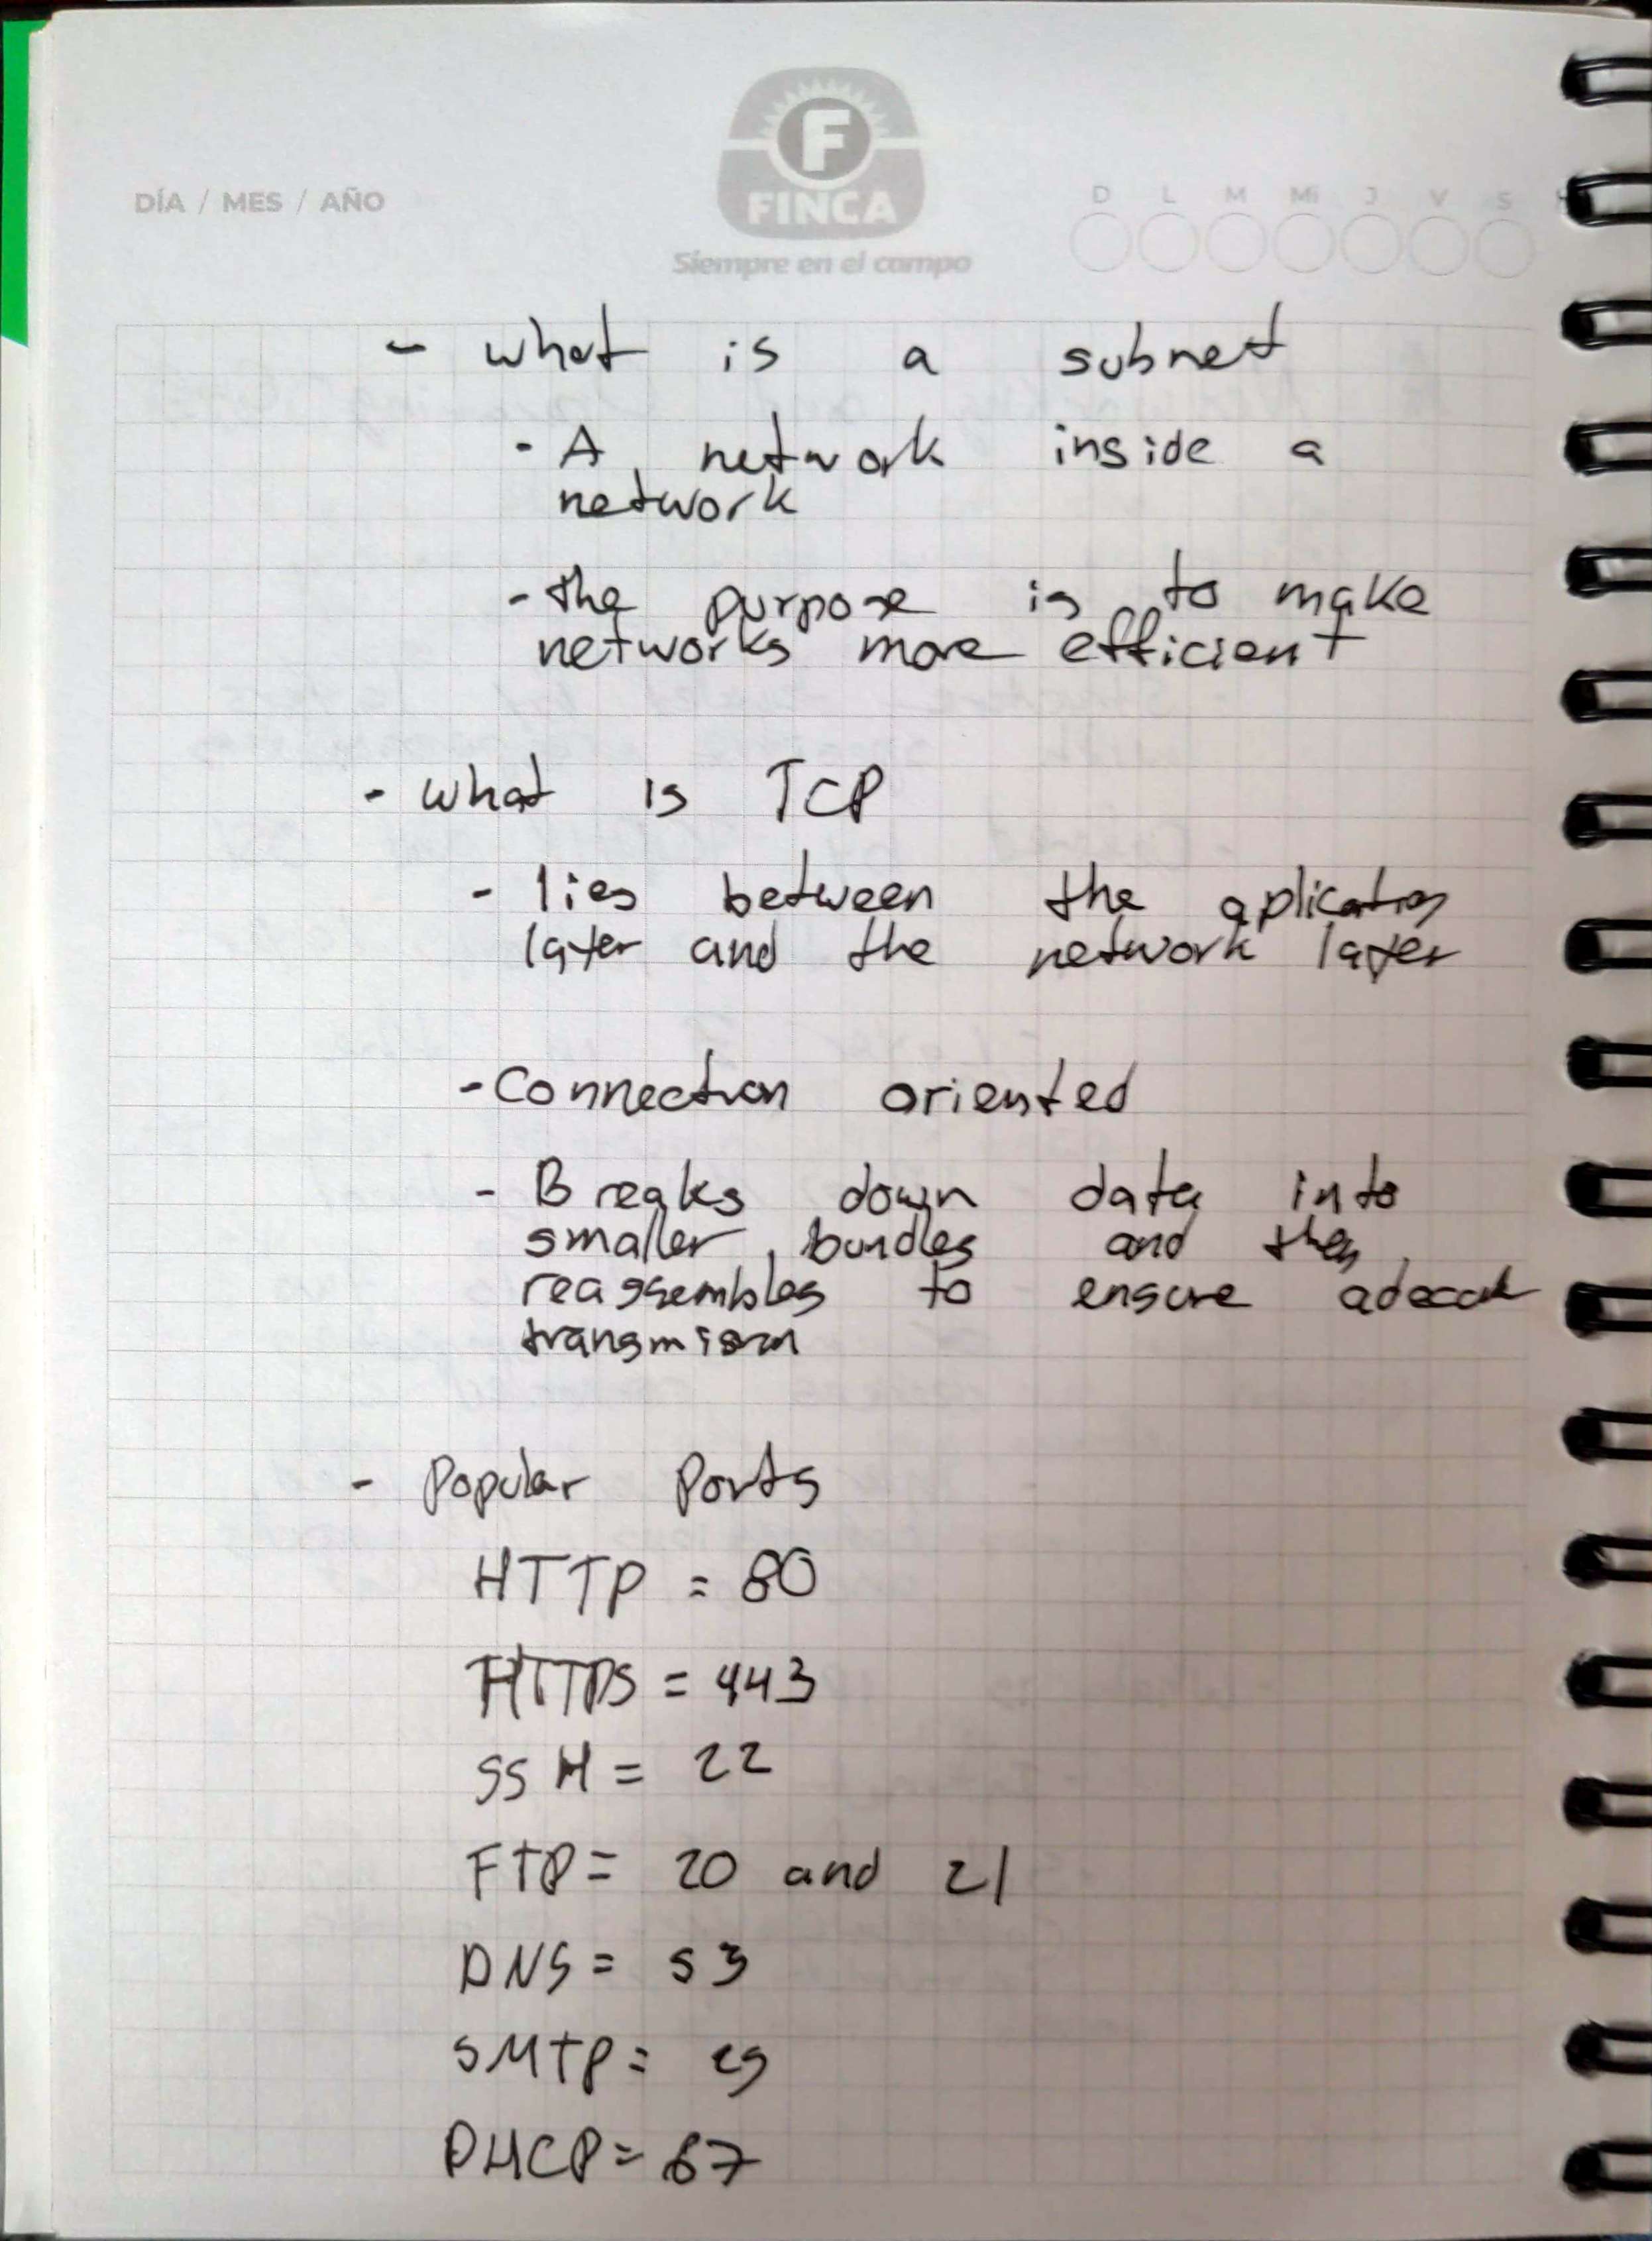 F
FINCA
Siempre en el campo
DÍA / MES / AÑO
D L M Mi J V S
- what is a subnet
- A network inside a
network
- the purpose is to make
networks more efficient
- what is TCP
- lies between the aplication
layer and the network layer
- Connection oriented
- Breaks down data into
smaller bundles and then
reassembles to ensure adecuate
transmision
- Popular Ports
HTTP = 80
HTTPS = 443
SSH = 22
FTP = 20 and 21
DNS = 53
SMTP = 25
DHCP = 67